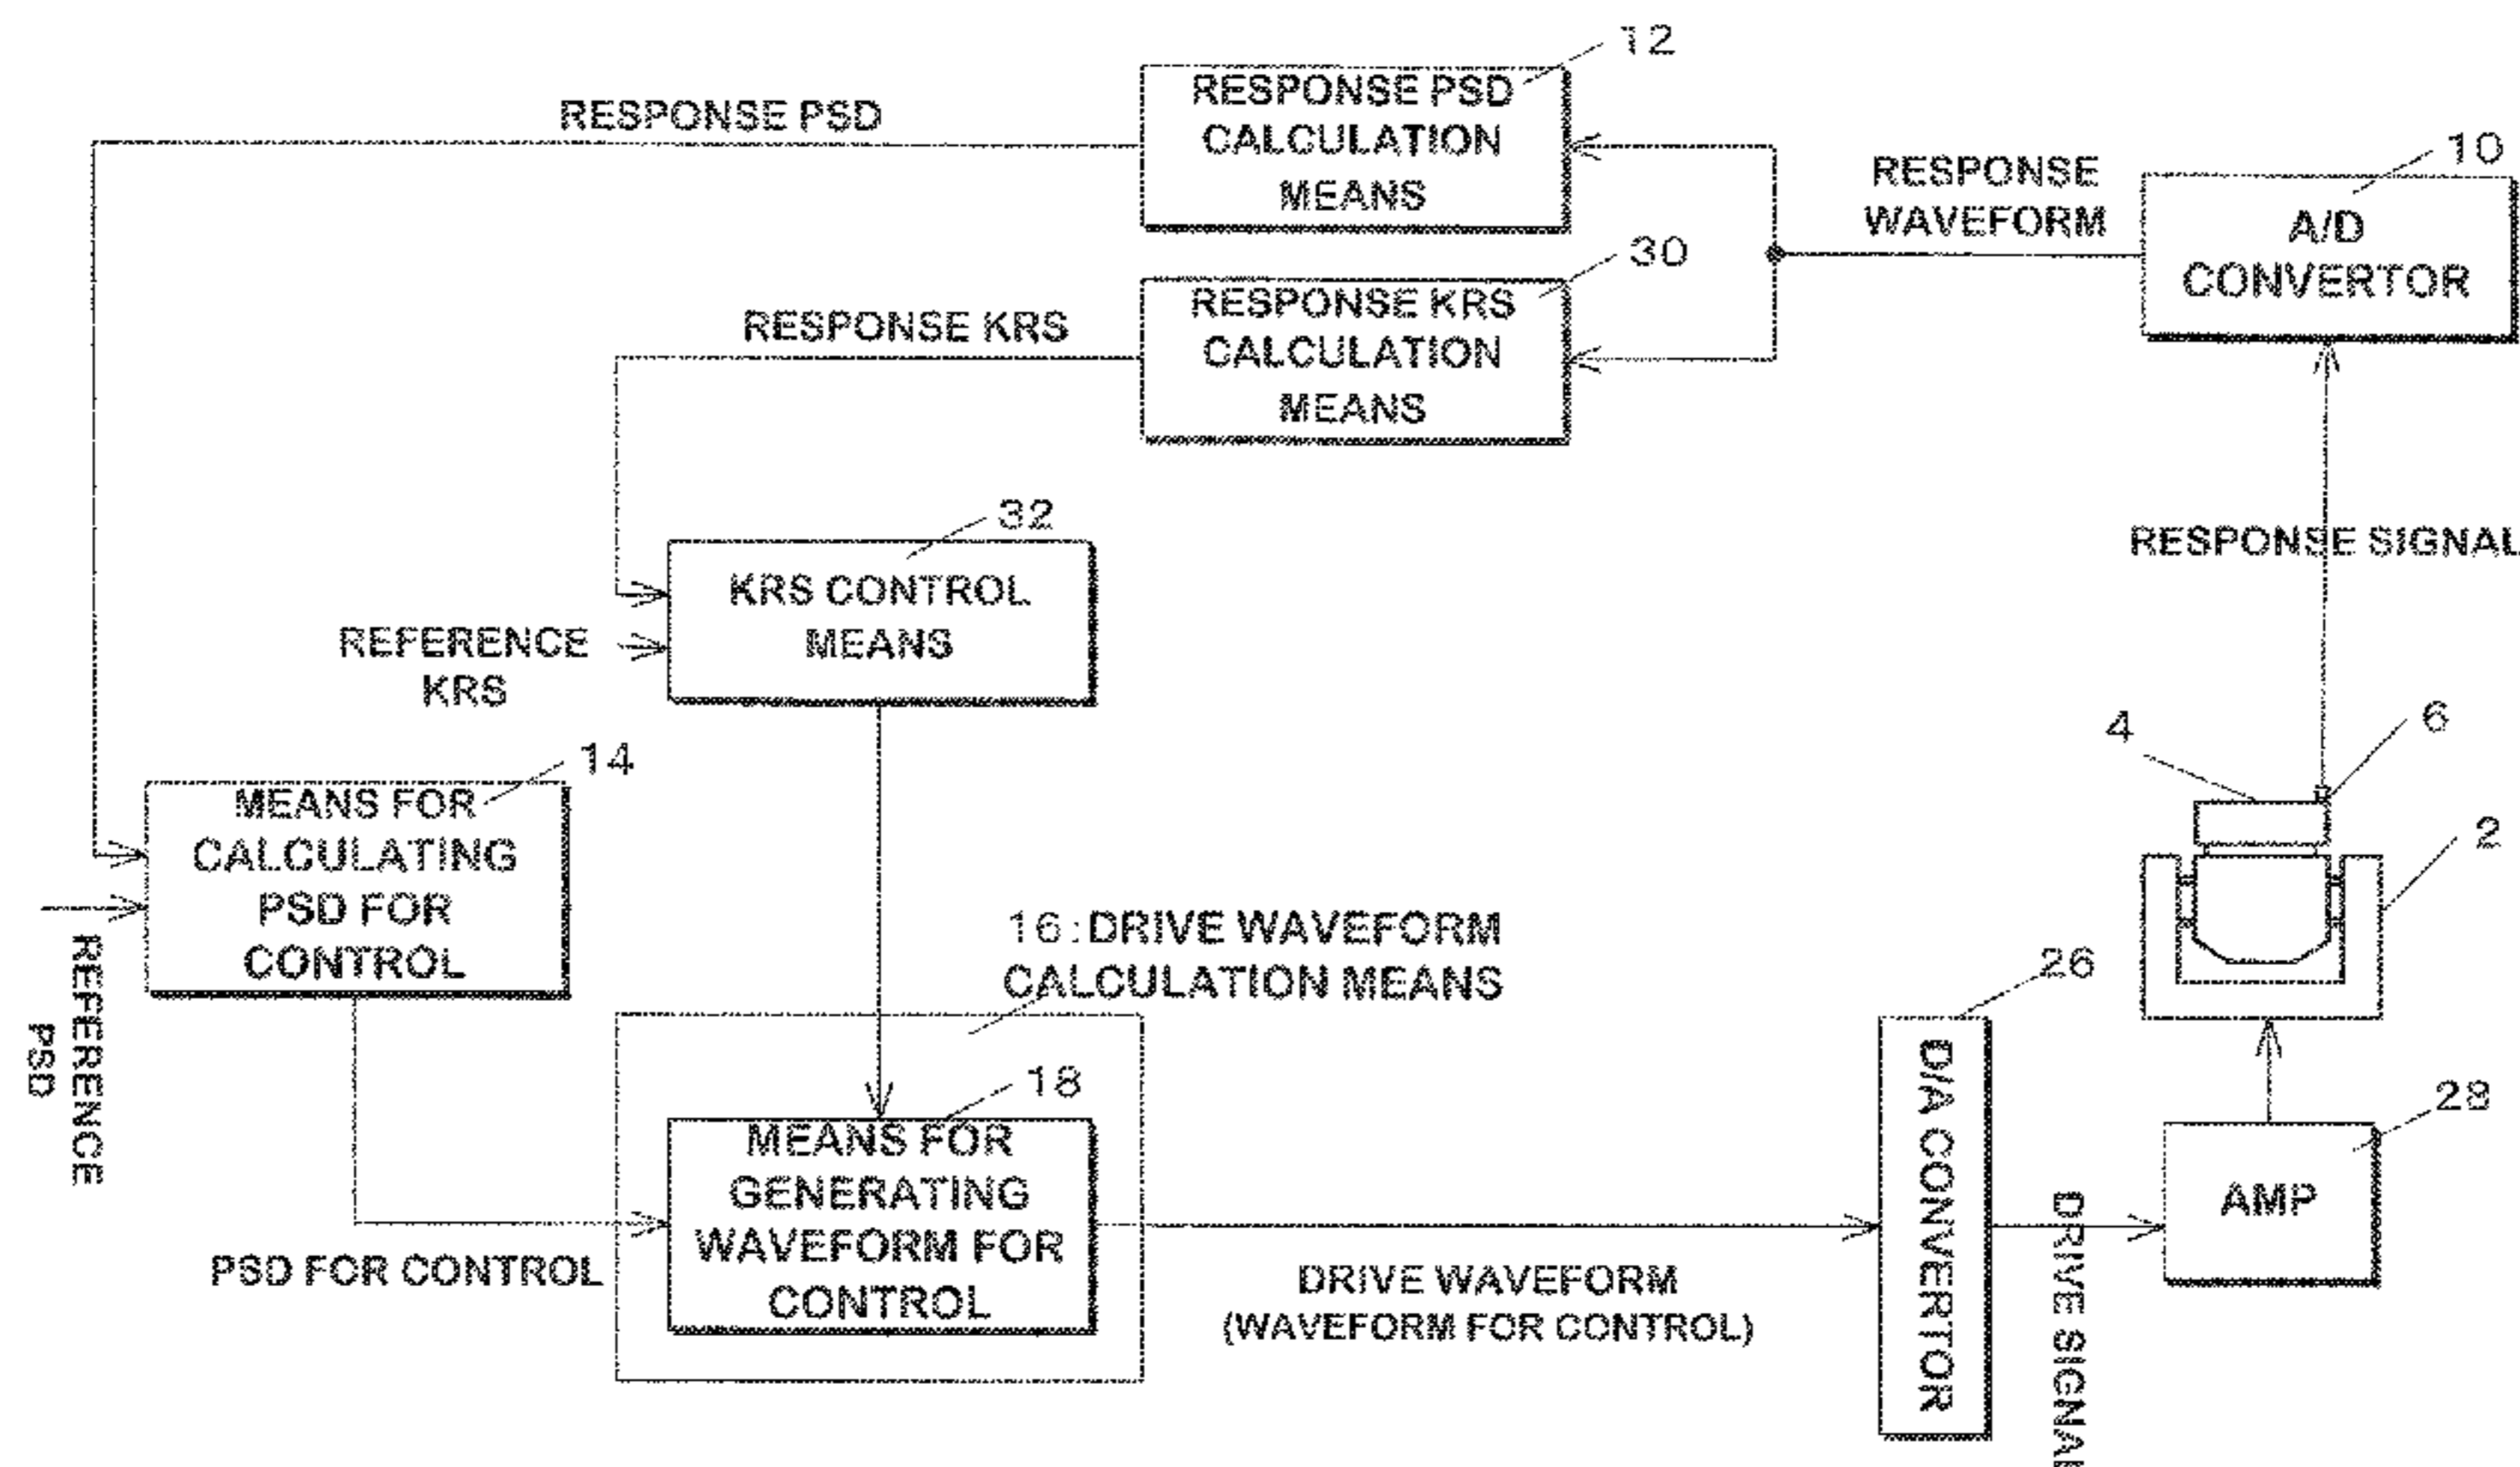 12
RESPONSE PSD
RESPONSE PSD
CALCULATION
MEANS
10
RESPONSE
WAVEFORM
A/D
CONVERTOR
30
RESPONSE KRS
RESPONSE KRS
CALCULATION
MEANS
32
RESPONSE SIGNAL
KRS CONTROL
MEANS
REFERENCE
KRS
4
6
14
2
MEANS FOR
CALCULATING
PSD FOR
CONTROL
REFERENCE
PSD
16:DRIVE WAVEFORM
CALCULATION MEANS
26
18
28
MEANS FOR
GENERATING
WAVEFORM FOR
CONTROL
PSD FOR CONTROL
D/A CONVERTOR
AMP
DRIVE SIGNAL
DRIVE WAVEFORM
(WAVEFORM FOR CONTROL)